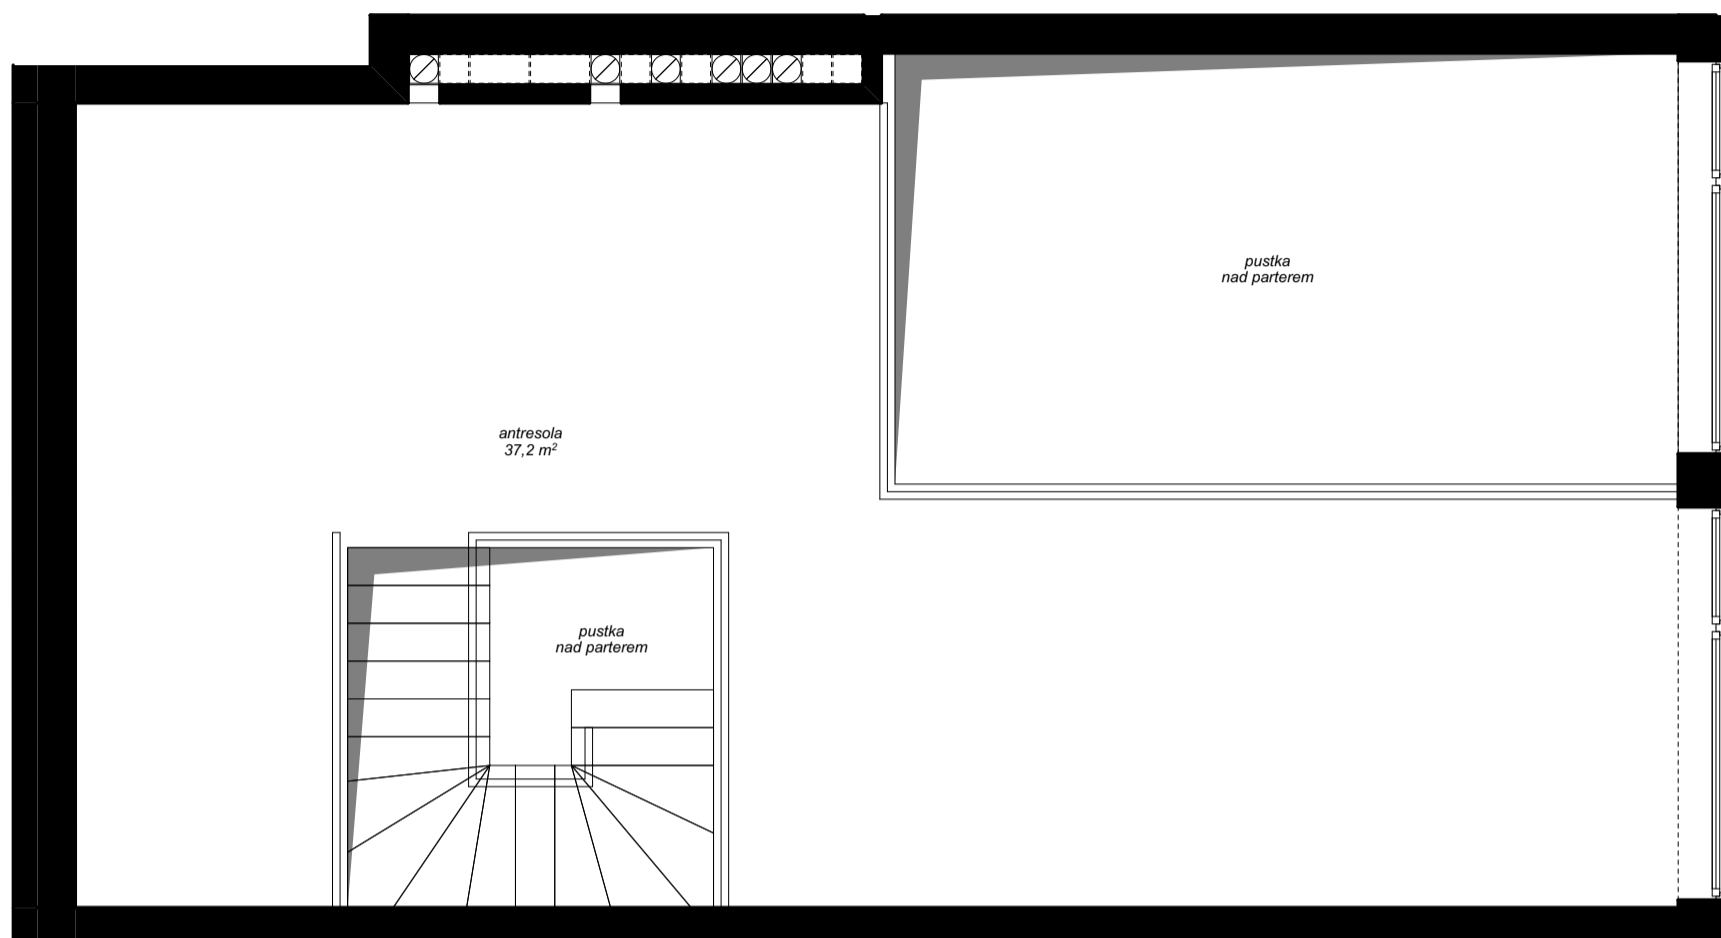 pustka
nad parterem
antresola
37,2 m²
pustka
nad parterem